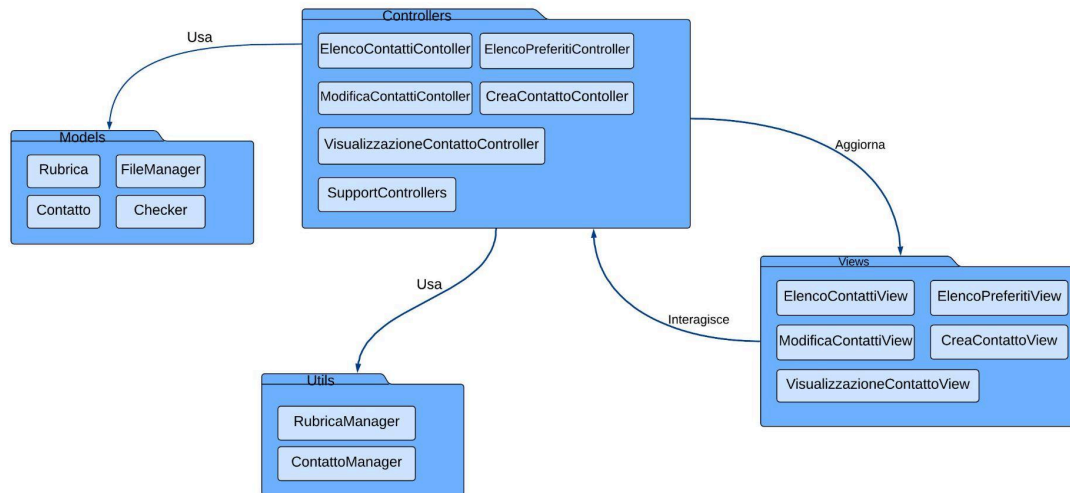 Controllers
ElencoContattiContoller
ElencoPreferitiController
ModificaContattiContoller
CreaContattoContoller
VisualizzazioneContattoController
SupportControllers
Usa
Models
Rubrica
FileManager
Contatto
Checker
Aggiorna
Usa
Interagisce
Views
ElencoContattiView
ElencoPreferitiView
ModificaContattiView
CreaContattoView
VisualizzazioneContattoView
Utils
RubricaManager
ContattoManager